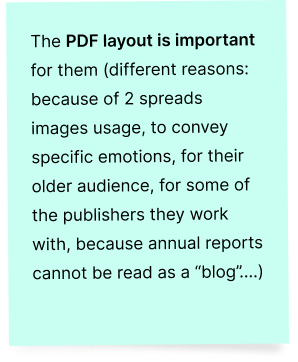 The PDF layout is important
for them (different reasons:
because of 2 spreads
images usage, to convey
specific emotions, for their
older audience, for some of
the publishers they work
with, because annual reports
cannot be read as a “blog”....)